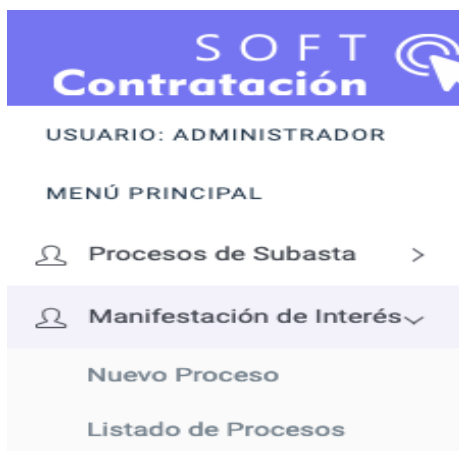 SOFT
Contratación
USUARIO: ADMINISTRADOR
MENÚ PRINCIPAL
Procesos de Subasta
Manifestación de Interés
Nuevo Proceso
Listado de Procesos